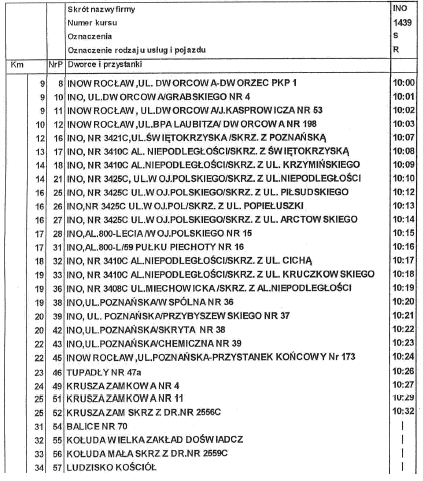 Skrót nazwy firmy INO
Numer kursu 1439
Oznaczenia S
Oznaczenie rodzaju usług i pojazdu R
Km NrP Dworce i przystanki
9 8 INOWROCŁAW,UL. DWORCOWA-DWORZEC PKP 1 10:00
9 10 INO, UL.DWORCOWA/GRABSKIEGO NR 4 10:01
9 11 INOWROCŁAW,UL.DWORCOWA/J.KASPROWICZA NR 53 10:02
10 12 INOWROCŁAW,UL.BPA LAUBITZA/ DWORCOWA NR 198 10:03
12 16 INO, NR 3421C,UL.ŚWIĘTOKRZYSKA /SKRZ. Z POZNAŃSKĄ 10:07
13 17 INO, NR 3410C AL. NIEPODLEGŁOŚCI/SKRZ. Z ŚWIĘTOKRZYSKĄ 10:08
14 18 INO, NR 3410C AL.NIEPODLEGŁOŚCI/SKRZ. Z UL. KRZYMIŃSKIEGO 10:09
14 21 INO, NR 3425C, UL.WOJ.POLSKIEGO/SKRZ. Z UL.NIEPODLEGŁOŚCI 10:10
16 25 INO, NR 3425C UL.WOJ.POLSKIEGO/SKRZ. Z UL. PIŁSUDSKIEGO 10:12
16 26 INO,NR 3425C UL.WOJ.POL/SKRZ. Z UL. POPIEŁUSZKI 10:13
16 27 INO, NR 3425C UL.WOJ.POLSKIEGO/SKRZ. Z UL. ARCTOWSKIEGO 10:14
17 28 INO,AL.800-LECIA /WOJ.POLSKIEGO NR 15 10:15
17 31 INO,AL.800-L/59 PUŁKU PIECHOTY NR 16 10:16
18 32 INO, NR 3410C AL.NIEPODLEGŁOŚCI/SKRZ. Z UL. CICHĄ 10:17
19 33 INO, NR 3410C AL.NIEPODLEGŁOŚCI/SKRZ. Z UL. KRUCZKOWSKIEGO 10:18
19 36 INO, NR 3408C UL.MIECHOWICKA /SKRZ. Z AL.NIEPODLEGŁOŚCI 10:19
19 38 INO,UL.POZNAŃSKA/WSPÓLNA NR 36 10:20
20 39 INO, UL. POZNAŃSKA/PRZYBYSZEWSKIEGO NR 37 10:21
20 42 INO,UL.POZNAŃSKA/SKRYTA NR 38 10:22
22 43 INO,UL.POZNAŃSKA/CHEMICZNA NR 39 10:23
22 45 INOWROCŁAW,UL.POZNAŃSKA-PRZYSTANEK KOŃCOWY Nr 173 10:24
23 46 TUPADŁY NR 47a 10:26
24 49 KRUSZA ZAMKOWA NR 4 10:27
25 51 KRUSZA ZAMKOWA NR 11 10:29
25 52 KRUSZA ZAM SKRZ Z DR.NR 2556C 10:32
31 54 BALICE NR 70 |
32 55 KOŁUDA WIELKA ZAKŁAD DOŚWIADCZ |
33 56 KOŁUDA MAŁA SKRZ Z DR.NR 2559C |
34 57 LUDZISKO KOŚCIÓŁ |